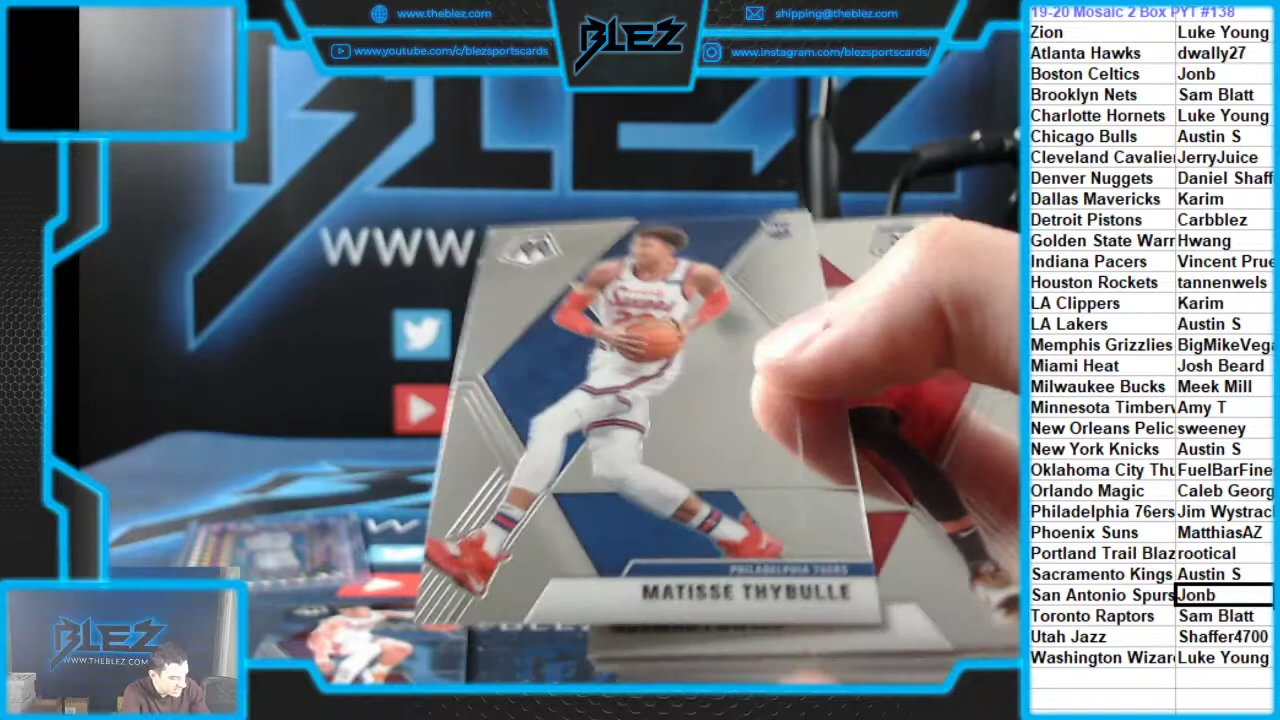 www.theblez.com
www.youtube.com/c/blezsportscards
BLEZ
shipping@theblez.com
www.instagram.com/blezsportscards/
WWW.
PHILADELPHIA 76ERS
MATISSE THYBULLE
BLEZ
WWW.THEBLEZ.COM
19-20 Mosaic 2 Box PYT #138
Zion Luke Young
Atlanta Hawks dwally27
Boston Celtics Jonb
Brooklyn Nets Sam Blatt
Charlotte Hornets Luke Young
Chicago Bulls Austin S
Cleveland Cavalie JerryJuice
Denver Nuggets Daniel Shaff
Dallas Mavericks Karim
Detroit Pistons Carbblez
Golden State Warr Hwang
Indiana Pacers Vincent Prue
Houston Rockets tannenwels
LA Clippers Karim
LA Lakers Austin S
Memphis Grizzlies BigMikeVega
Miami Heat Josh Beard
Milwaukee Bucks Meek Mill
Minnesota Timberv Amy T
New Orleans Pelic sweeney
New York Knicks Austin S
Oklahoma City Thu FuelBarFine
Orlando Magic Caleb Georg
Philadelphia 76ers Jim Wystrac
Phoenix Suns MatthiasAZ
Portland Trail Blaz rootical
Sacramento Kings Austin S
San Antonio Spurs Jonb
Toronto Raptors Sam Blatt
Utah Jazz Shaffer4700
Washington Wizar Luke Young